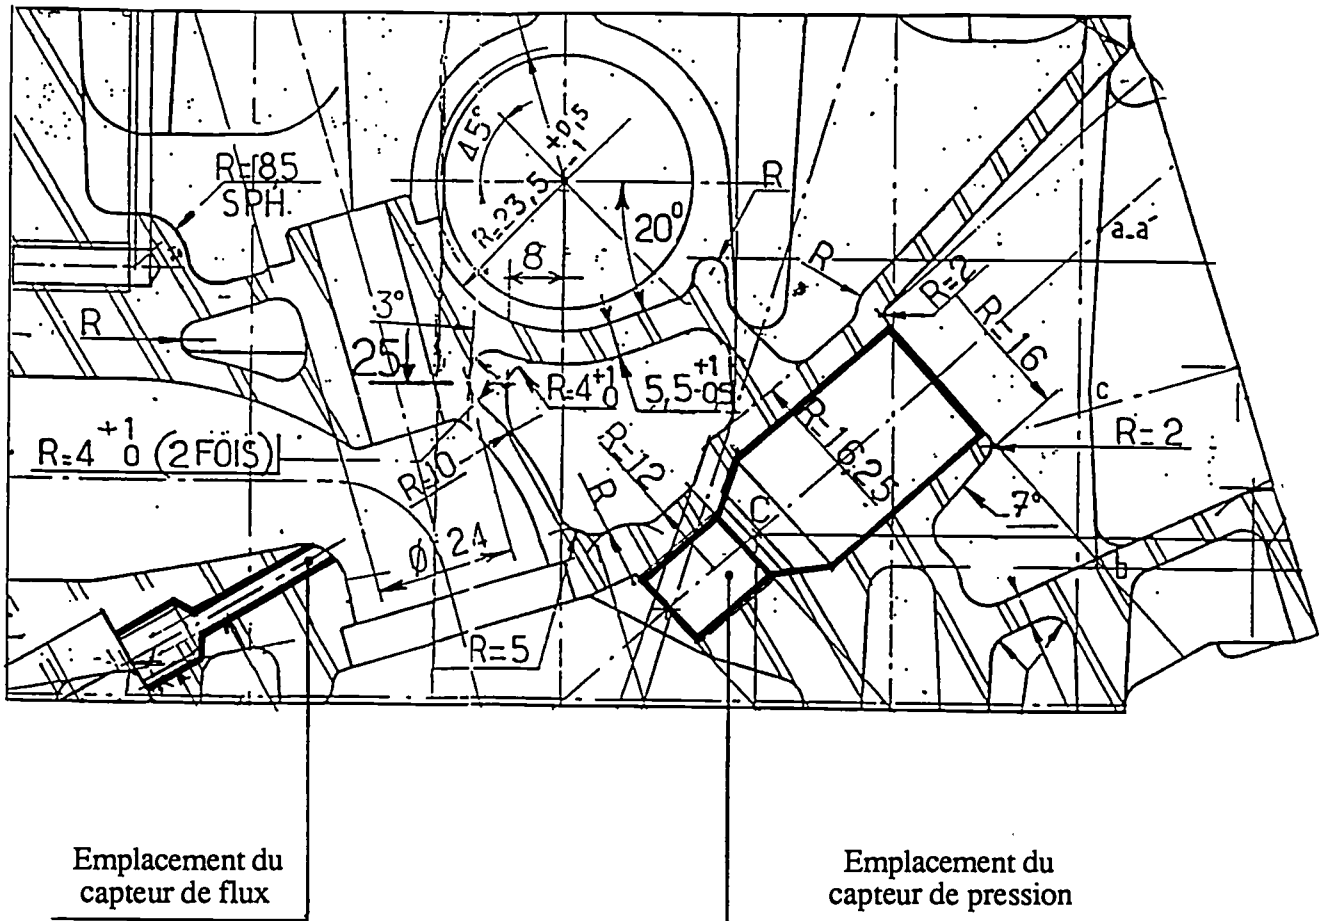 45°
R=23,5 +0,5 -1
R=18,5
SPH.
R
20°
8
a-a
R
R=2
3°
R
25
R=16
R=4 +1 0
5,5 +1 -0,5
C
R=16,25
R=2
R=4 +1 0 (2 FOIS)
R=10
R=12
R
7°
C
ϕ 24
b
R=5
Emplacement du
capteur de flux
Emplacement du
capteur de pression